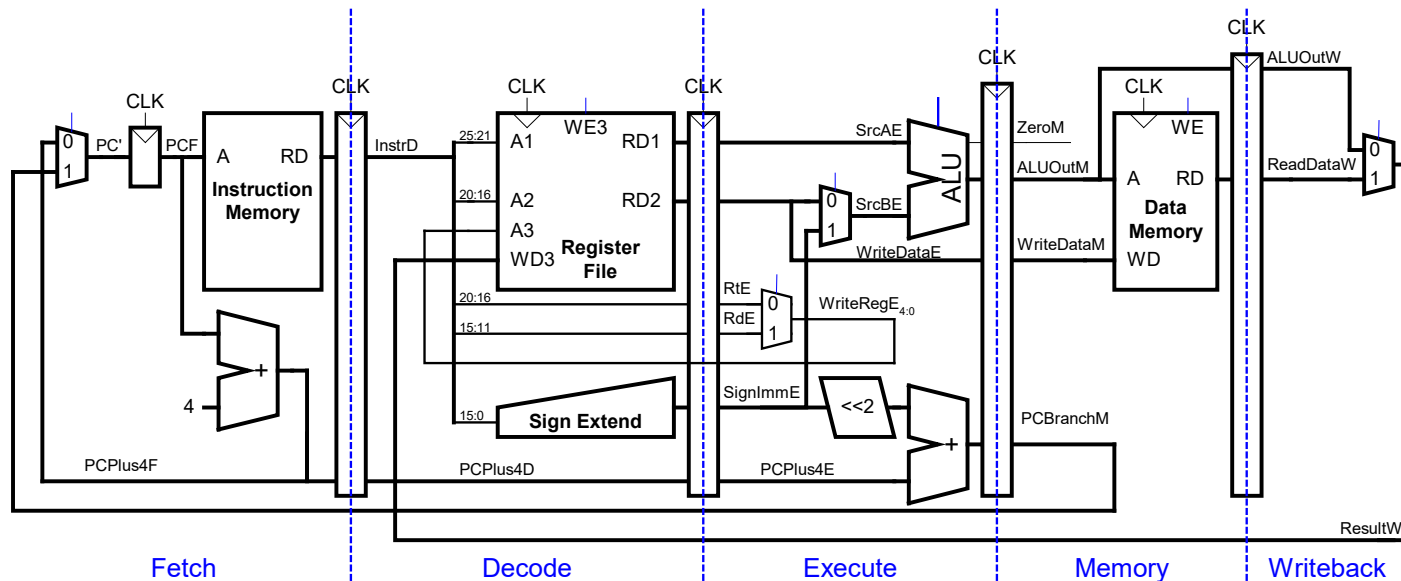 CLK
CLK
CLK
CLK
CLK
CLK
CLK
ALUOutW
0
1
PC'
PCF
A
RD
Instruction
Memory
InstrD
25:21
A1
WE3
RD1
20:16
A2
RD2
A3
WD3
Register
File
SrcAE
0
1
SrcBE
ALU
ZeroM
ALUOutM
WE
A
RD
Data
Memory
WD
ReadDataW
0
1
WriteDataE
WriteDataM
20:16
RtE
0
15:11
RdE
1
WriteRegE4:0
4
+
15:0
Sign Extend
SignImmE
<<2
+
PCBranchM
PCPlus4F
PCPlus4D
PCPlus4E
ResultW
Fetch
Decode
Execute
Memory
Writeback